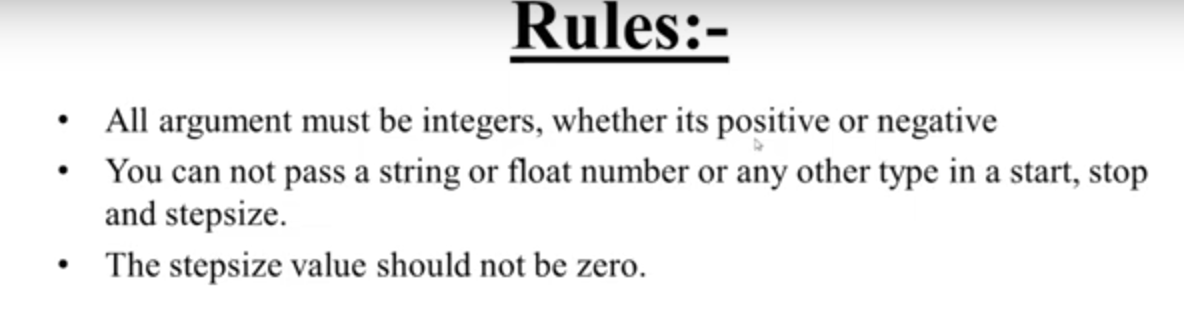 Rules:-
• All argument must be integers, whether its positive or negative
• You can not pass a string or float number or any other type in a start, stop
and stepsize.
• The stepsize value should not be zero.